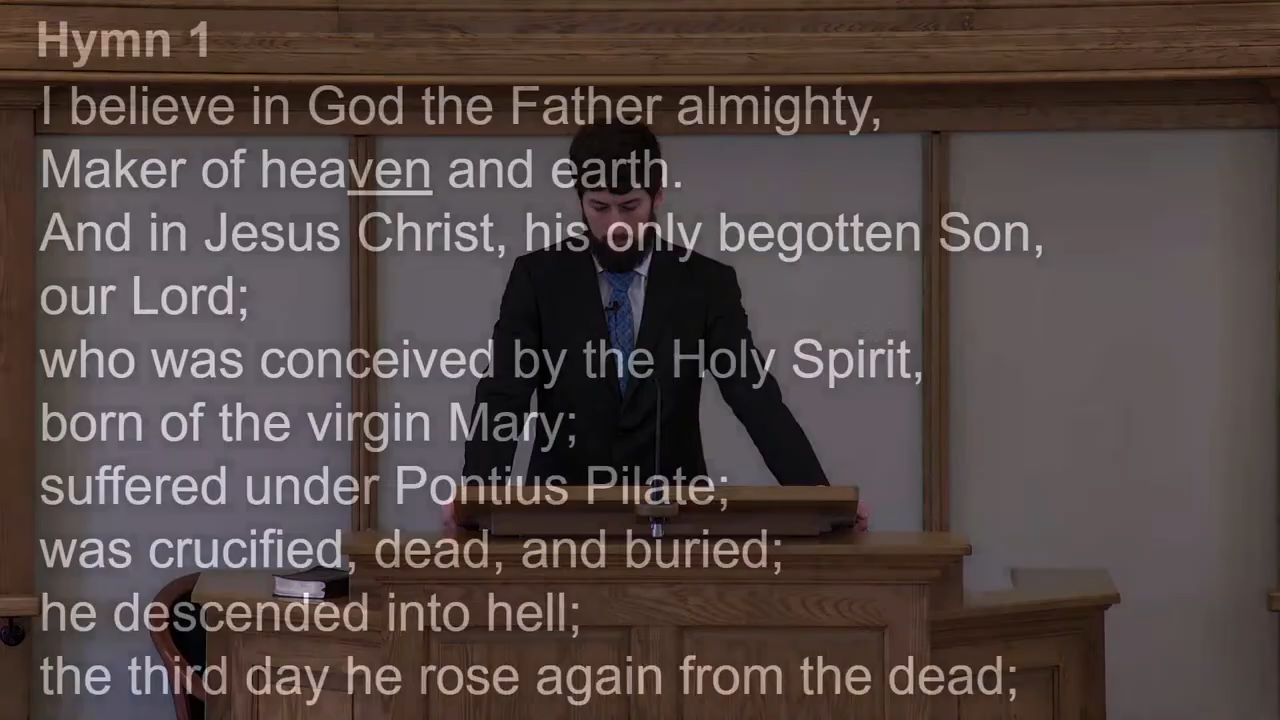 Hymn 1
I believe in God the Father almighty,
Maker of heaven and earth.
And in Jesus Christ, his only begotten Son,
our Lord;
who was conceived by the Holy Spirit,
born of the virgin Mary;
suffered under Pontius Pilate;
was crucified, dead, and buried;
he descended into hell;
the third day he rose again from the dead;